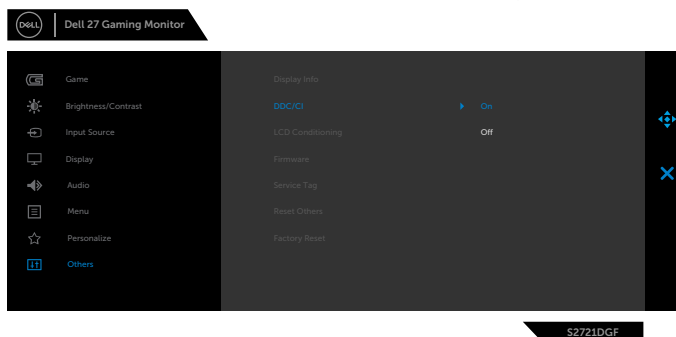 DELL
Dell 27 Gaming Monitor
Game
Display Info
Brightness/Contrast
DDC/CI
On
Input Source
LCD Conditioning
Off
Display
Firmware
Audio
Service Tag
Menu
Reset Others
Personalize
Factory Reset
Others
S2721DGF